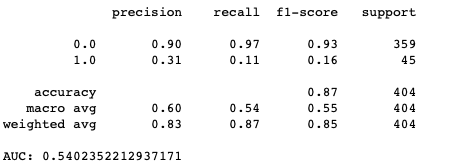 precision recall f1-score support
0.0 0.90 0.97 0.93 359
1.0 0.31 0.11 0.16 45
accuracy 0.87 404
macro avg 0.60 0.54 0.55 404
weighted avg 0.83 0.87 0.85 404
AUC: 0.5402352212937171